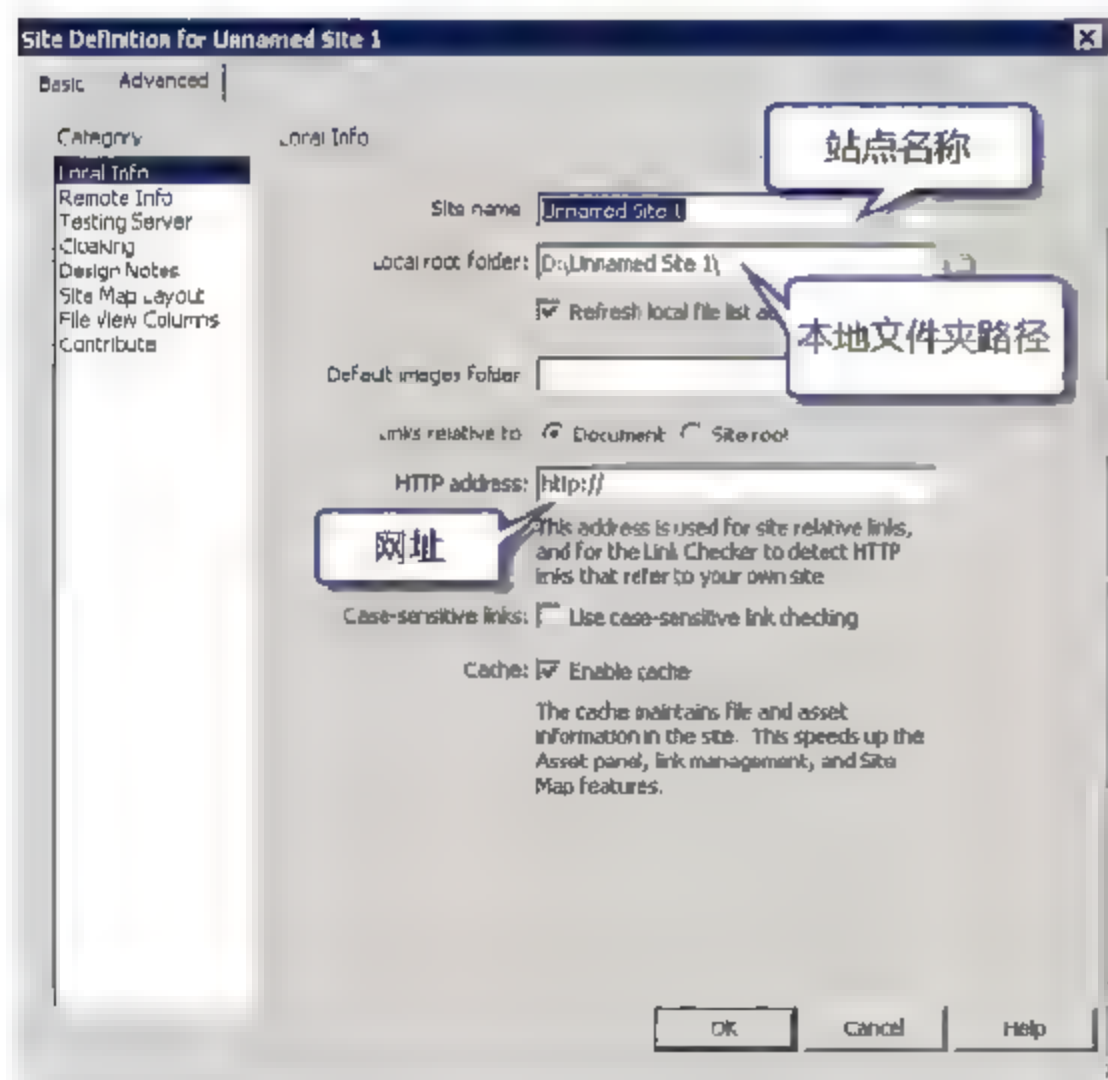 Site Definition for Unnamed Site 1
Basic Advanced
Category
Local Info
Remote Info
Testing Server
Cloaking
Design Notes
Site Map Layout
File View Columns
Contribute
Local Info
站点名称
Site name Unnamed Site 1
Local root folder: D:\Unnamed Site 1\
Refresh local file list
本地文件夹路径
Default images folder
Links relative to Document Site root
HTTP address: http://
网址
This address is used for site relative links,
and for the Link Checker to detect HTTP
links that refer to your own site
Case-sensitive links: Use case-sensitive link checking
Cache: Enable cache
The cache maintains file and asset
information in the site. This speeds up the
Asset panel, link management, and Site
Map features.
OK Cancel Help